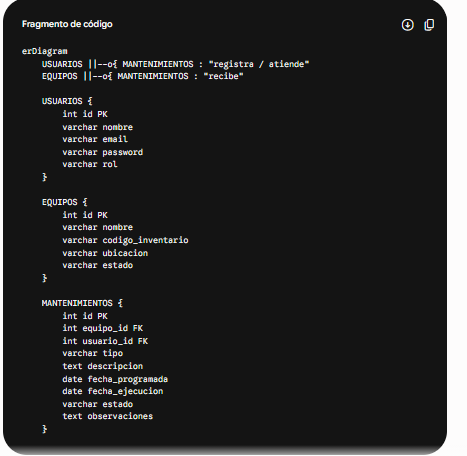 Fragmento de código
erDiagram
    USUARIOS ||--o{ MANTENIMIENTOS : "registra / atiende"
    EQUIPOS ||--o{ MANTENIMIENTOS : "recibe"

    USUARIOS {
        int id PK
        varchar nombre
        varchar email
        varchar password
        varchar rol
    }

    EQUIPOS {
        int id PK
        varchar nombre
        varchar codigo_inventario
        varchar ubicacion
        varchar estado
    }

    MANTENIMIENTOS {
        int id PK
        int equipo_id FK
        int usuario_id FK
        varchar tipo
        text descripcion
        date fecha_programada
        date fecha_ejecucion
        varchar estado
        text observaciones
    }